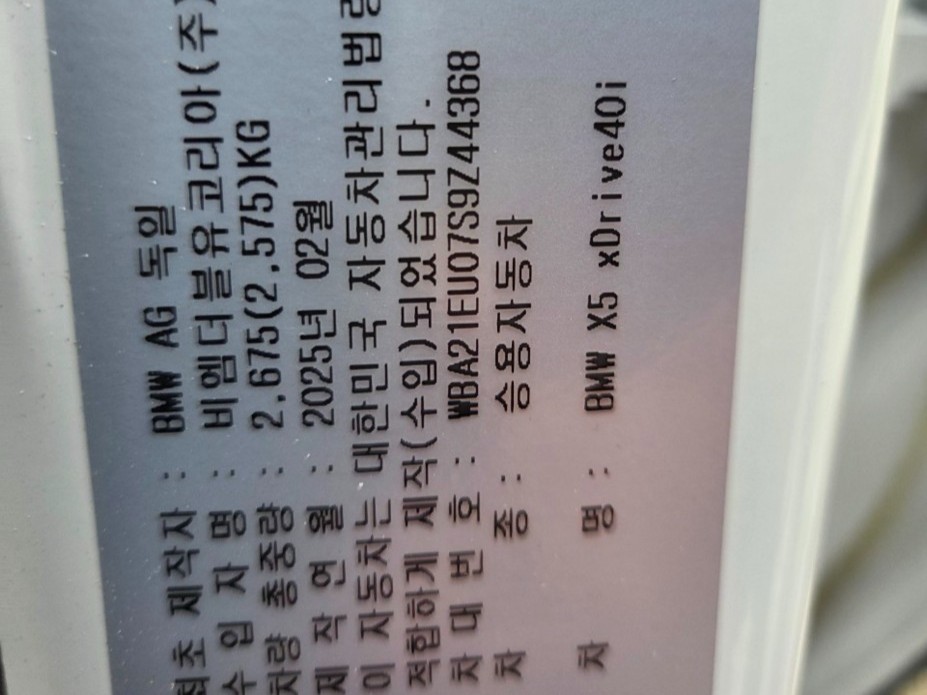 최초 제작자 : BMW AG 독일
수 입 자 명 : 비엠더블유코리아(주)
차량 총중량 : 2,675(2,575)KG
제 작 연 월 : 2025년 02월
이 자동차는 대한민국 자동차관리법령
적합하게 제작(수입)되었습니다.
차 대 번 호 : WBA21EU07S9Z44368
차 종 : 승용자동차
차 명 : BMW X5 xDrive40i